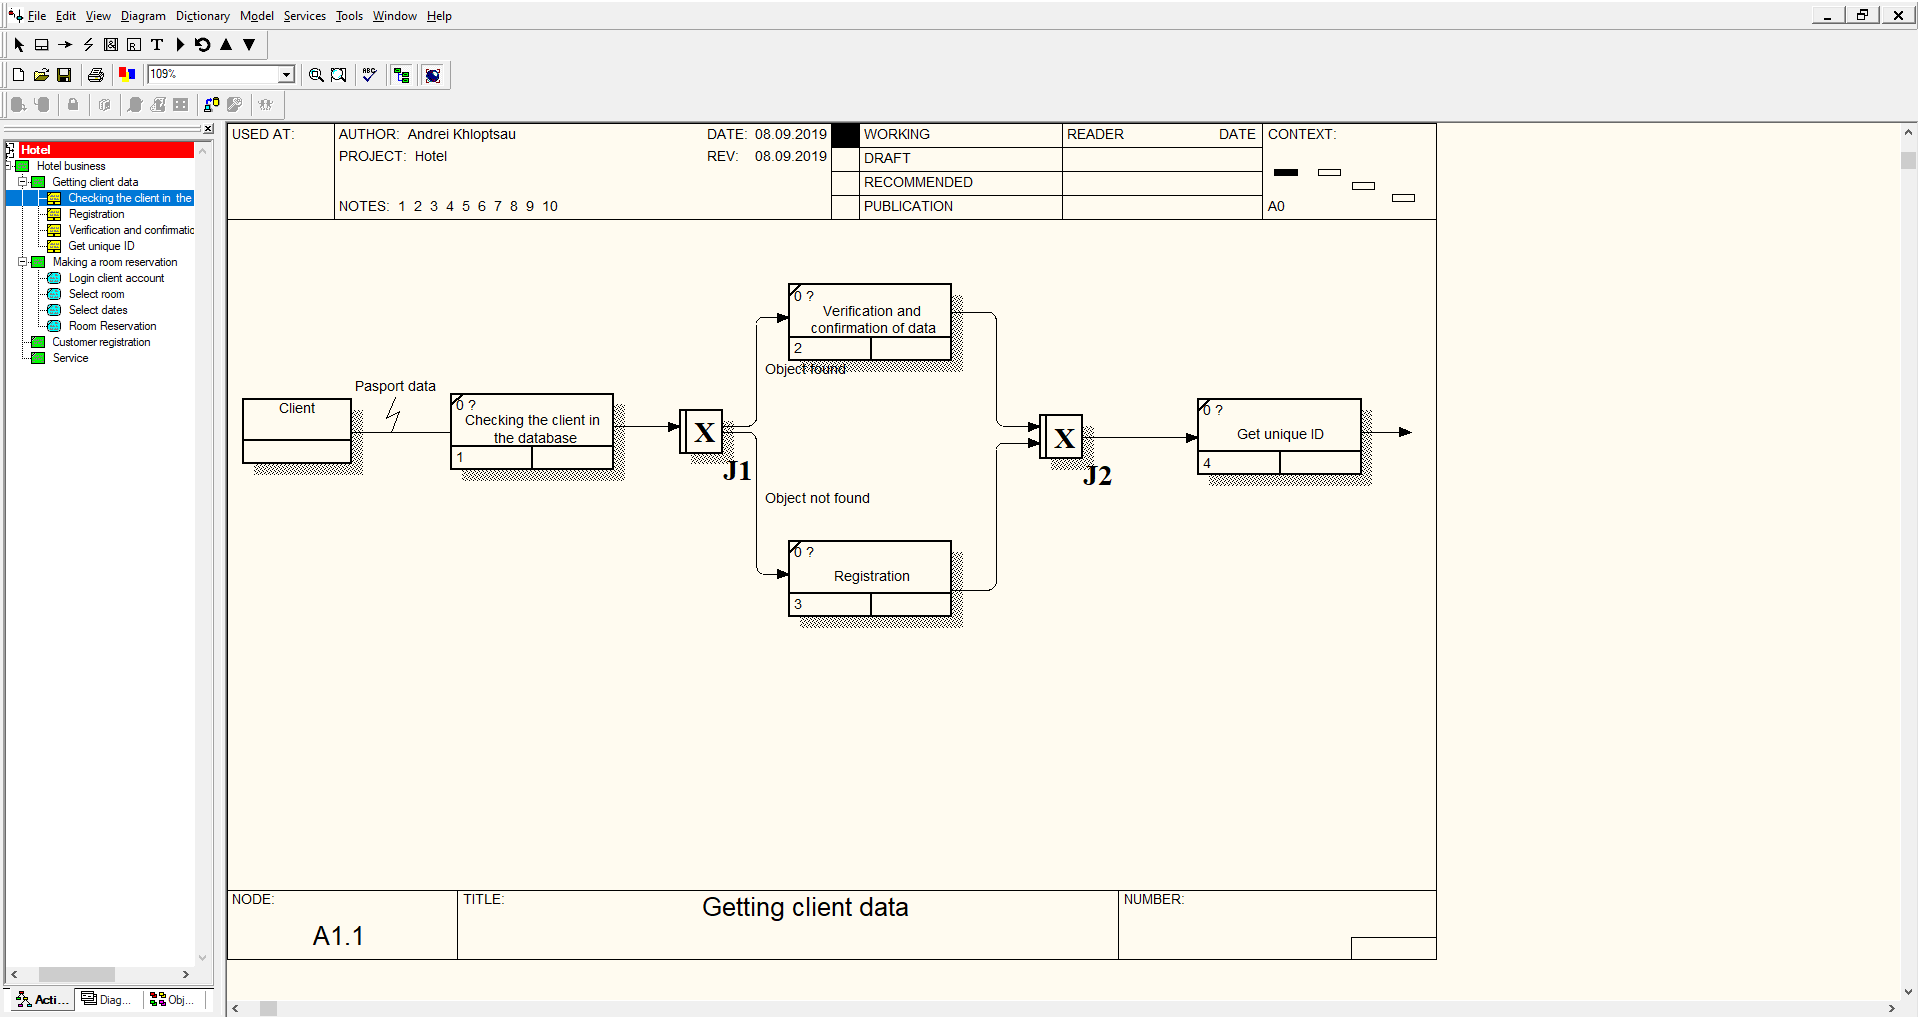 File Edit View Diagram Dictionary Model Services Tools Window Help
109%
Hotel
Hotel business
Getting client data
Checking the client in the
Registration
Verification and confirmatic
Get unique ID
Making a room reservation
Login client account
Select room
Select dates
Room Reservation
Customer registration
Service
Acti... Diag... Obj...
USED AT:
AUTHOR: Andrei Khloptsau
PROJECT: Hotel
DATE: 08.09.2019
REV: 08.09.2019
NOTES: 1 2 3 4 5 6 7 8 9 10
WORKING
DRAFT
RECOMMENDED
PUBLICATION
READER DATE
CONTEXT:
A0
Client
Pasport data
0 ?
Checking the client in
the database
1
X
J1
Object found
Object not found
0 ?
Verification and
confirmation of data
2
0 ?
Registration
3
X
J2
0 ?
Get unique ID
4
NODE:
A1.1
TITLE:
Getting client data
NUMBER: